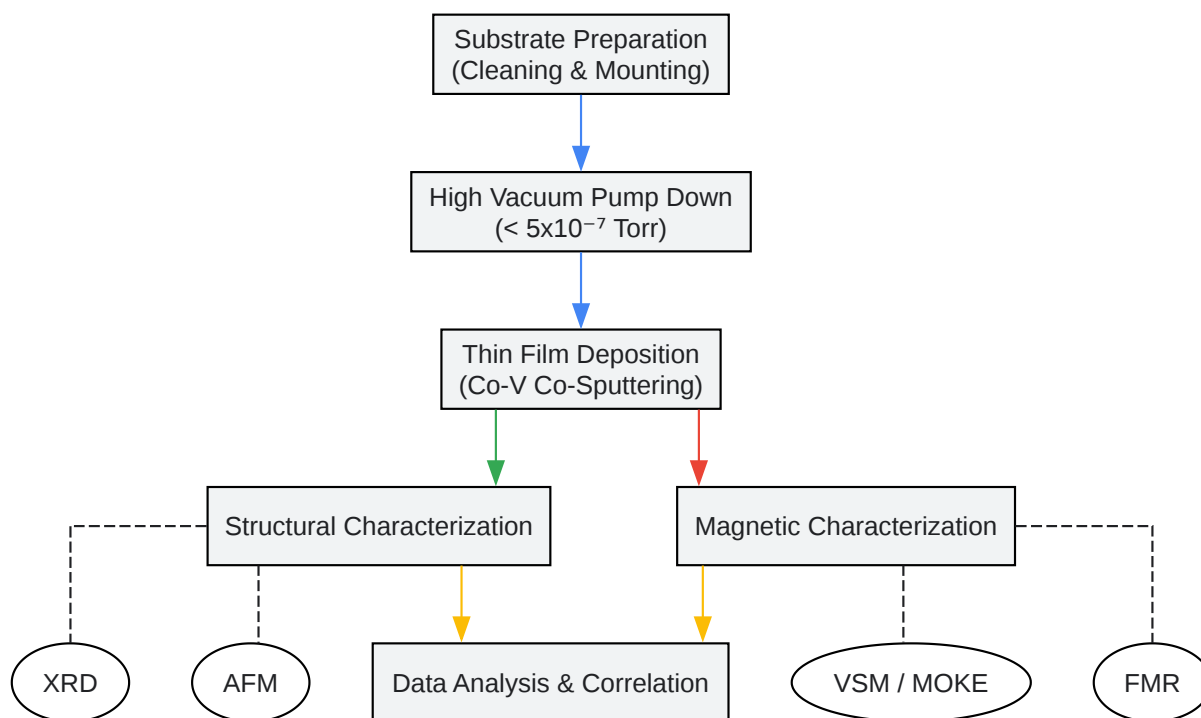 Substrate Preparation
(Cleaning & Mounting)
High Vacuum Pump Down
(< 5x10⁻⁷ Torr)
Thin Film Deposition
(Co-V Co-Sputtering)
Structural Characterization
Magnetic Characterization
XRD
AFM
Data Analysis & Correlation
VSM / MOKE
FMR